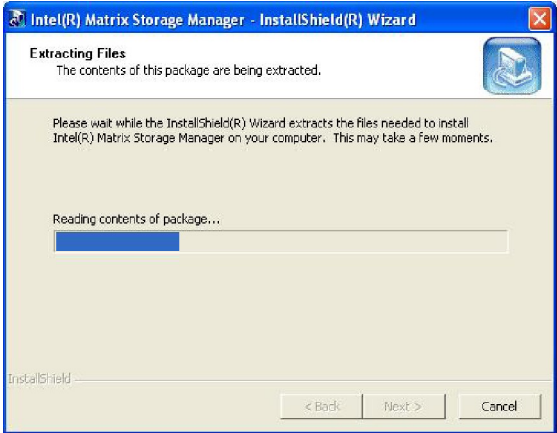 Intel(R) Matrix Storage Manager - InstallShield(R) Wizard
Extracting Files
The contents of this package are being extracted.
Please wait while the InstallShield(R) Wizard extracts the files needed to install
Intel(R) Matrix Storage Manager on your computer.  This may take a few moments.
Reading contents of package...
InstallShield
< Back
Next >
Cancel